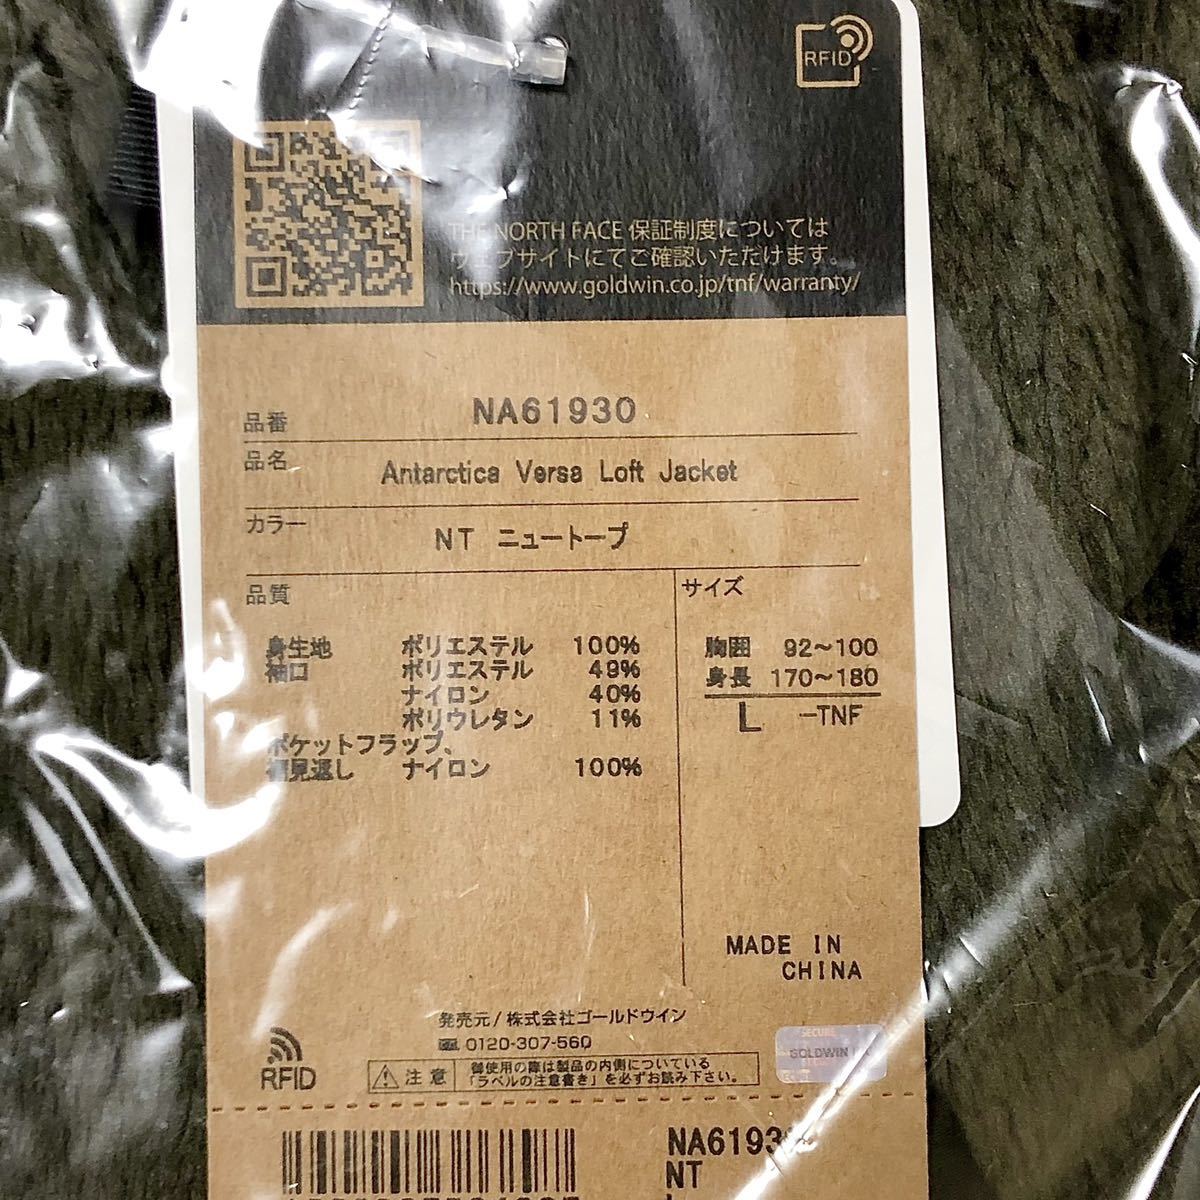 RFID
THE NORTH FACE 保証制度については
ウェブサイトにてご確認いただけます。
https://www.goldwin.co.jp/tnf/warranty/
品番 NA61930
品名 Antarctica Versa Loft Jacket
カラー NT ニュートープ
品質
身生地 ポリエステル 100%
袖口 ポリエステル 49%
ナイロン 40%
ポリウレタン 11%
ポケットフラップ、
裾見返し ナイロン 100%
サイズ
胸囲 92〜100
身長 170〜180
L -TNF
MADE IN
CHINA
発売元/株式会社ゴールドウイン
0120-307-560
RFID
注意 御使用の際は製品の内側についている
「ラベルの注意書き」を必ずお読み下さい。
SECURE
GOLDWIN
NA6193
NT
L